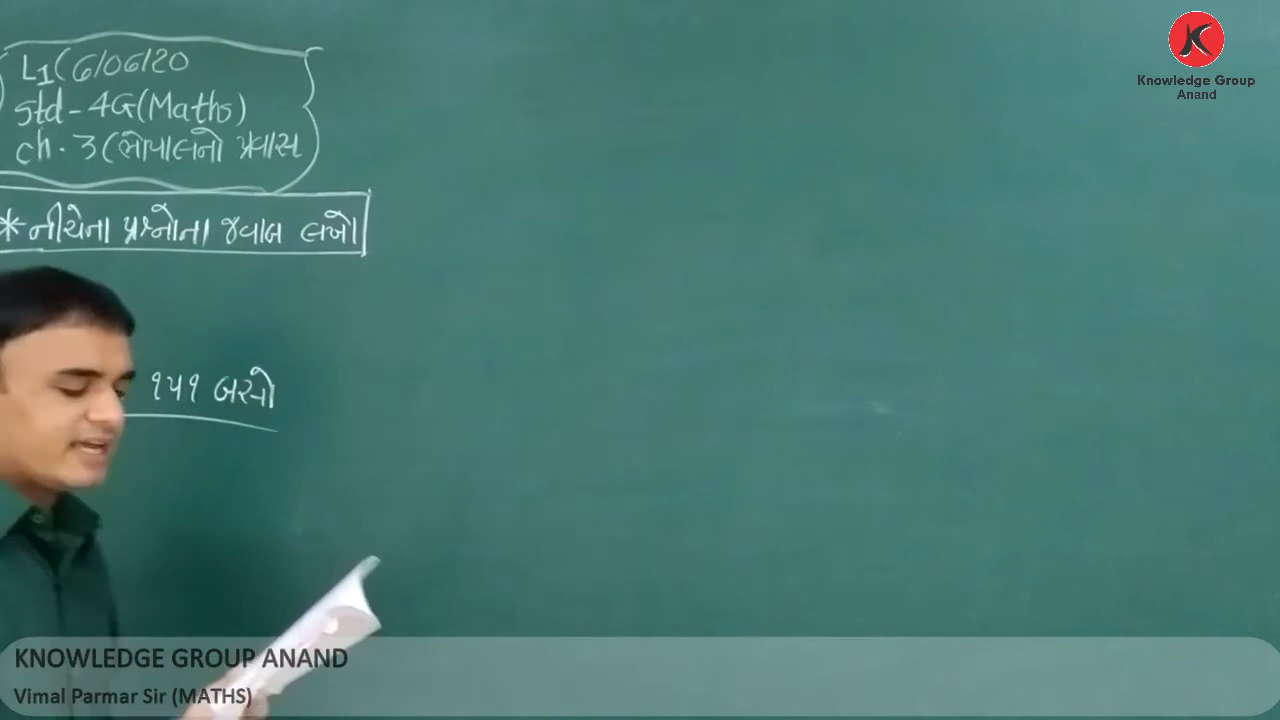 L1(6/06/20
Std - 4G(Maths)
ch. 3(ભોપાલનો પ્રવાસ
* નીચેના પ્રશ્નોના જવાબ લખો
૧૫૧ બસો
Knowledge Group
Anand
KNOWLEDGE GROUP ANAND
Vimal Parmar Sir (MATHS)